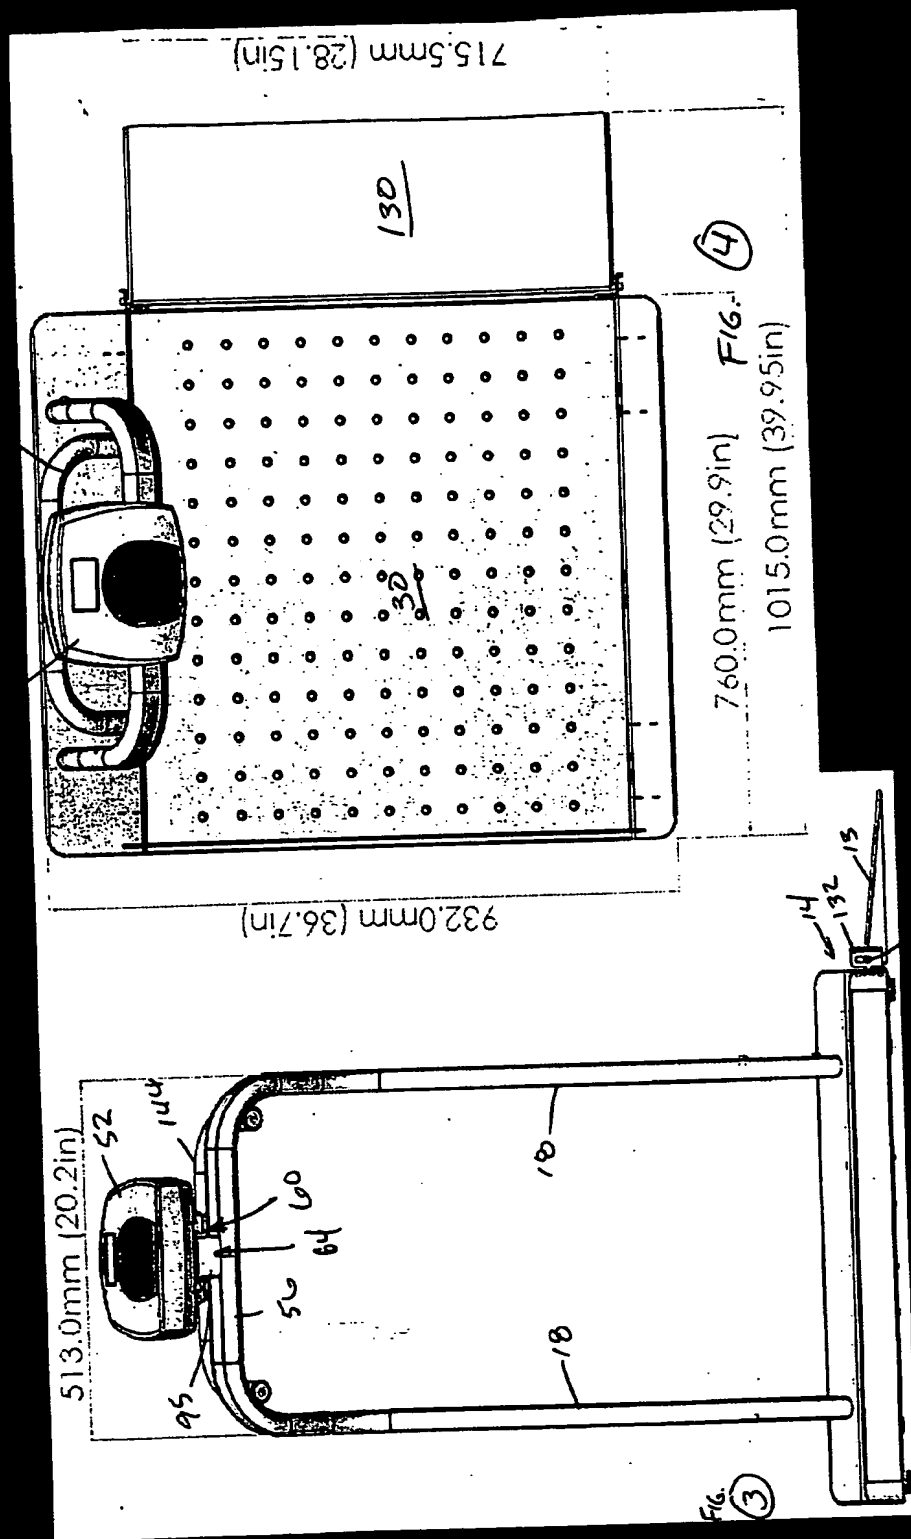 715.5mm (28.15in)
130
FIG. 4
30
760.0mm (29.9in)
1015.0mm (39.95in)
932.0mm (36.7in)
14
132
15
513.0mm (20.2in)
52
144
60
64
56
95
18
18
FIG. 3